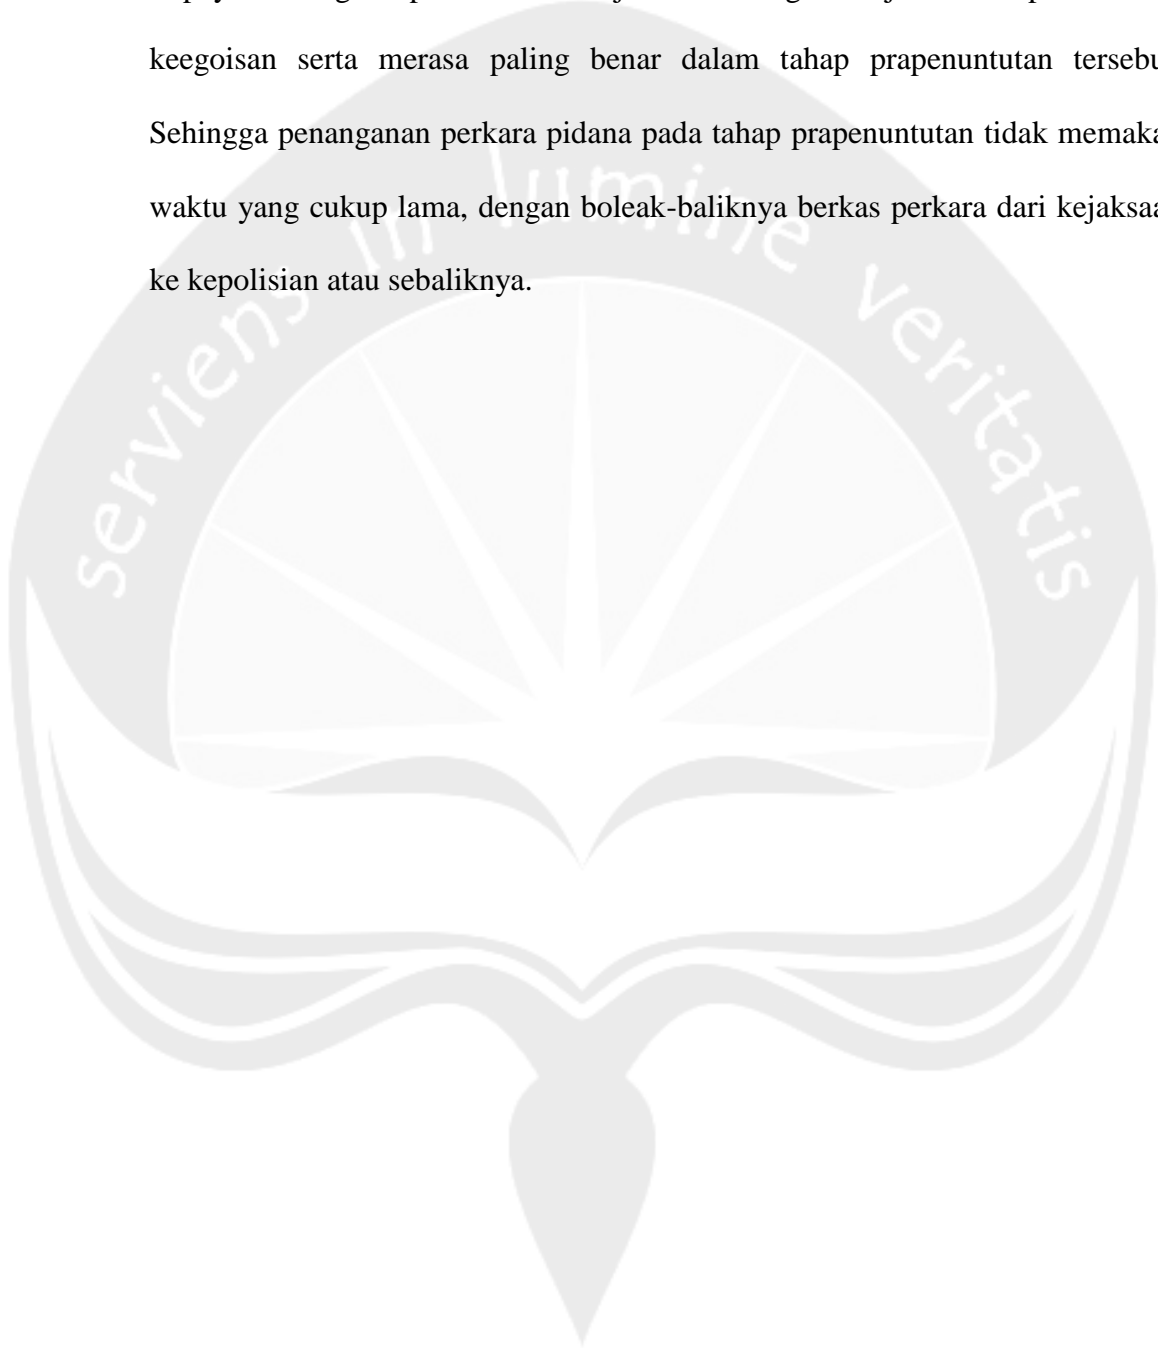 keegoisan serta merasa paling benar dalam tahap prapenuntutan tersebu
Sehingga penanganan perkara pidana pada tahap prapenuntutan tidak memaka
waktu yang cukup lama, dengan boleak-baliknya berkas perkara dari kejaksaa
ke kepolisian atau sebaliknya.
serviens in lumine veritatis